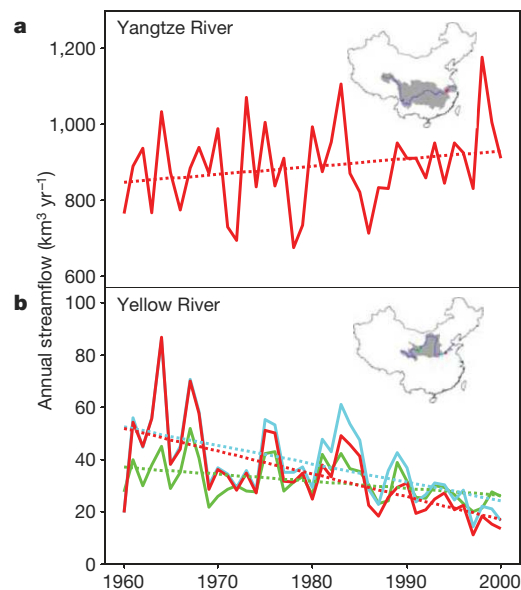 a
Yangtze River
1,200
1,000
800
600
Annual streamflow (km³ yr⁻¹)
b
Yellow River
100
80
60
40
20
0
1960 1970 1980 1990 2000